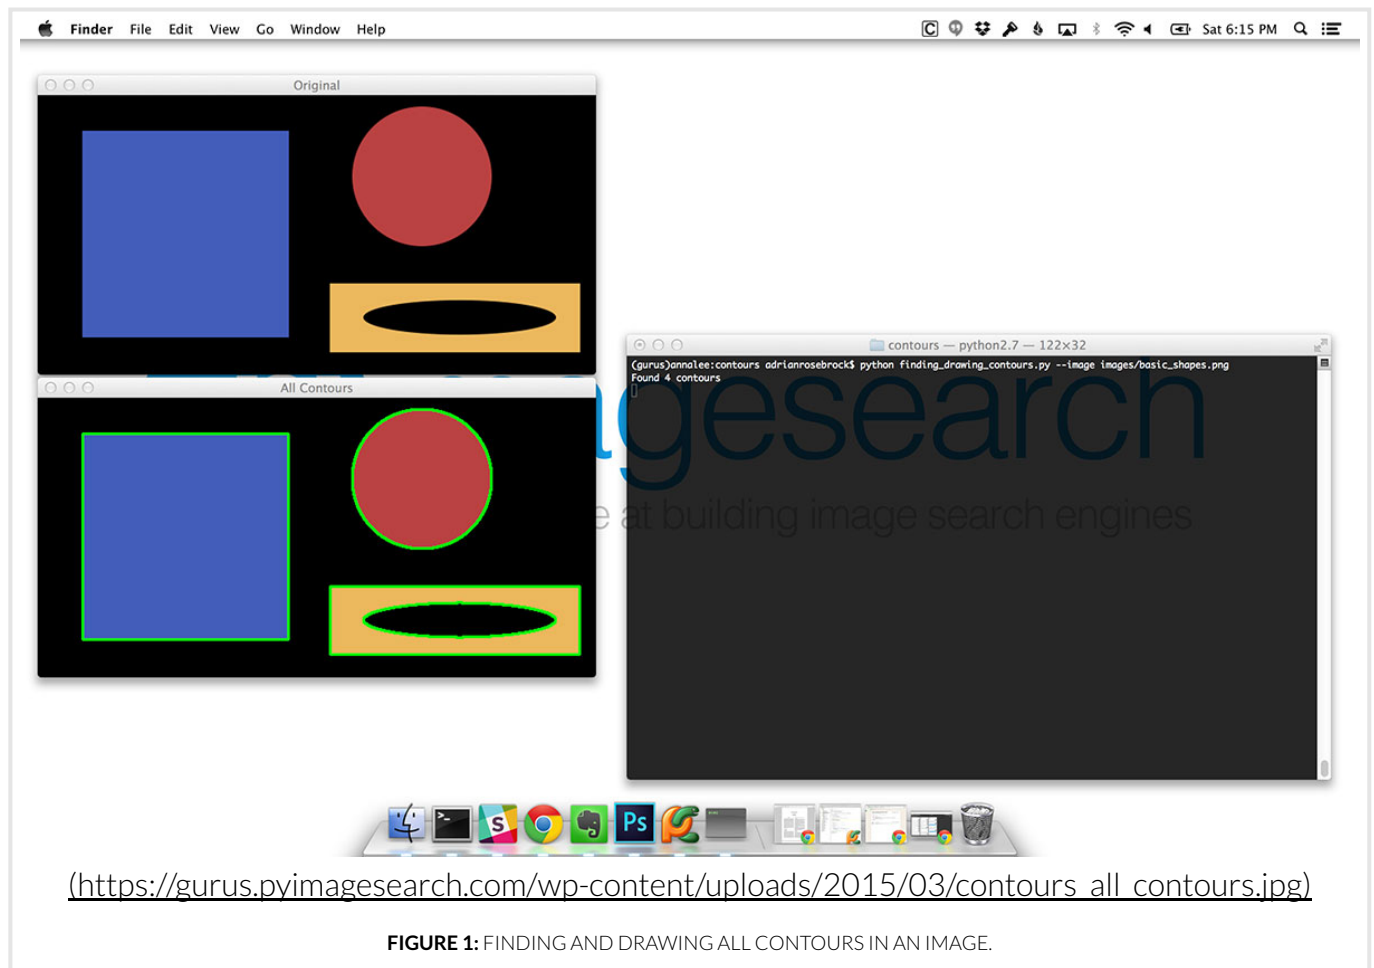 Finder File Edit View Go Window Help Sat 6:15 PM
Original
All Contours
contours — python2.7 — 122×32
(gurus)annalee:contours adrianrosebrock$ python finding_drawing_contours.py --image images/basic_shapes.png
Found 4 contours
agesearch
e at building image search engines
Ps
(https://gurus.pyimagesearch.com/wp-content/uploads/2015/03/contours_all_contours.jpg)
FIGURE 1: FINDING AND DRAWING ALL CONTOURS IN AN IMAGE.